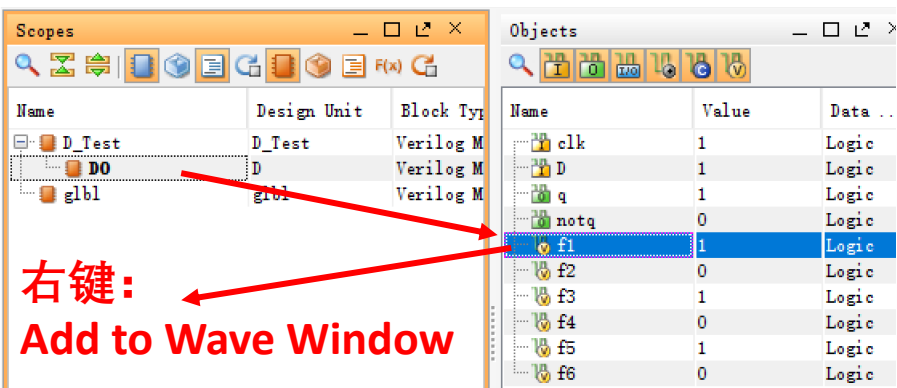 Scopes
F(x)
Name Design Unit Block Typ
D_Test D_Test Verilog M
DO D Verilog M
glbl glbl Verilog M
右键:
Add to Wave Window
Objects
I O I/O C V
Name Value Data ..
clk 1 Logic
D 1 Logic
q 1 Logic
notq 0 Logic
f1 1 Logic
f2 0 Logic
f3 1 Logic
f4 0 Logic
f5 1 Logic
f6 0 Logic